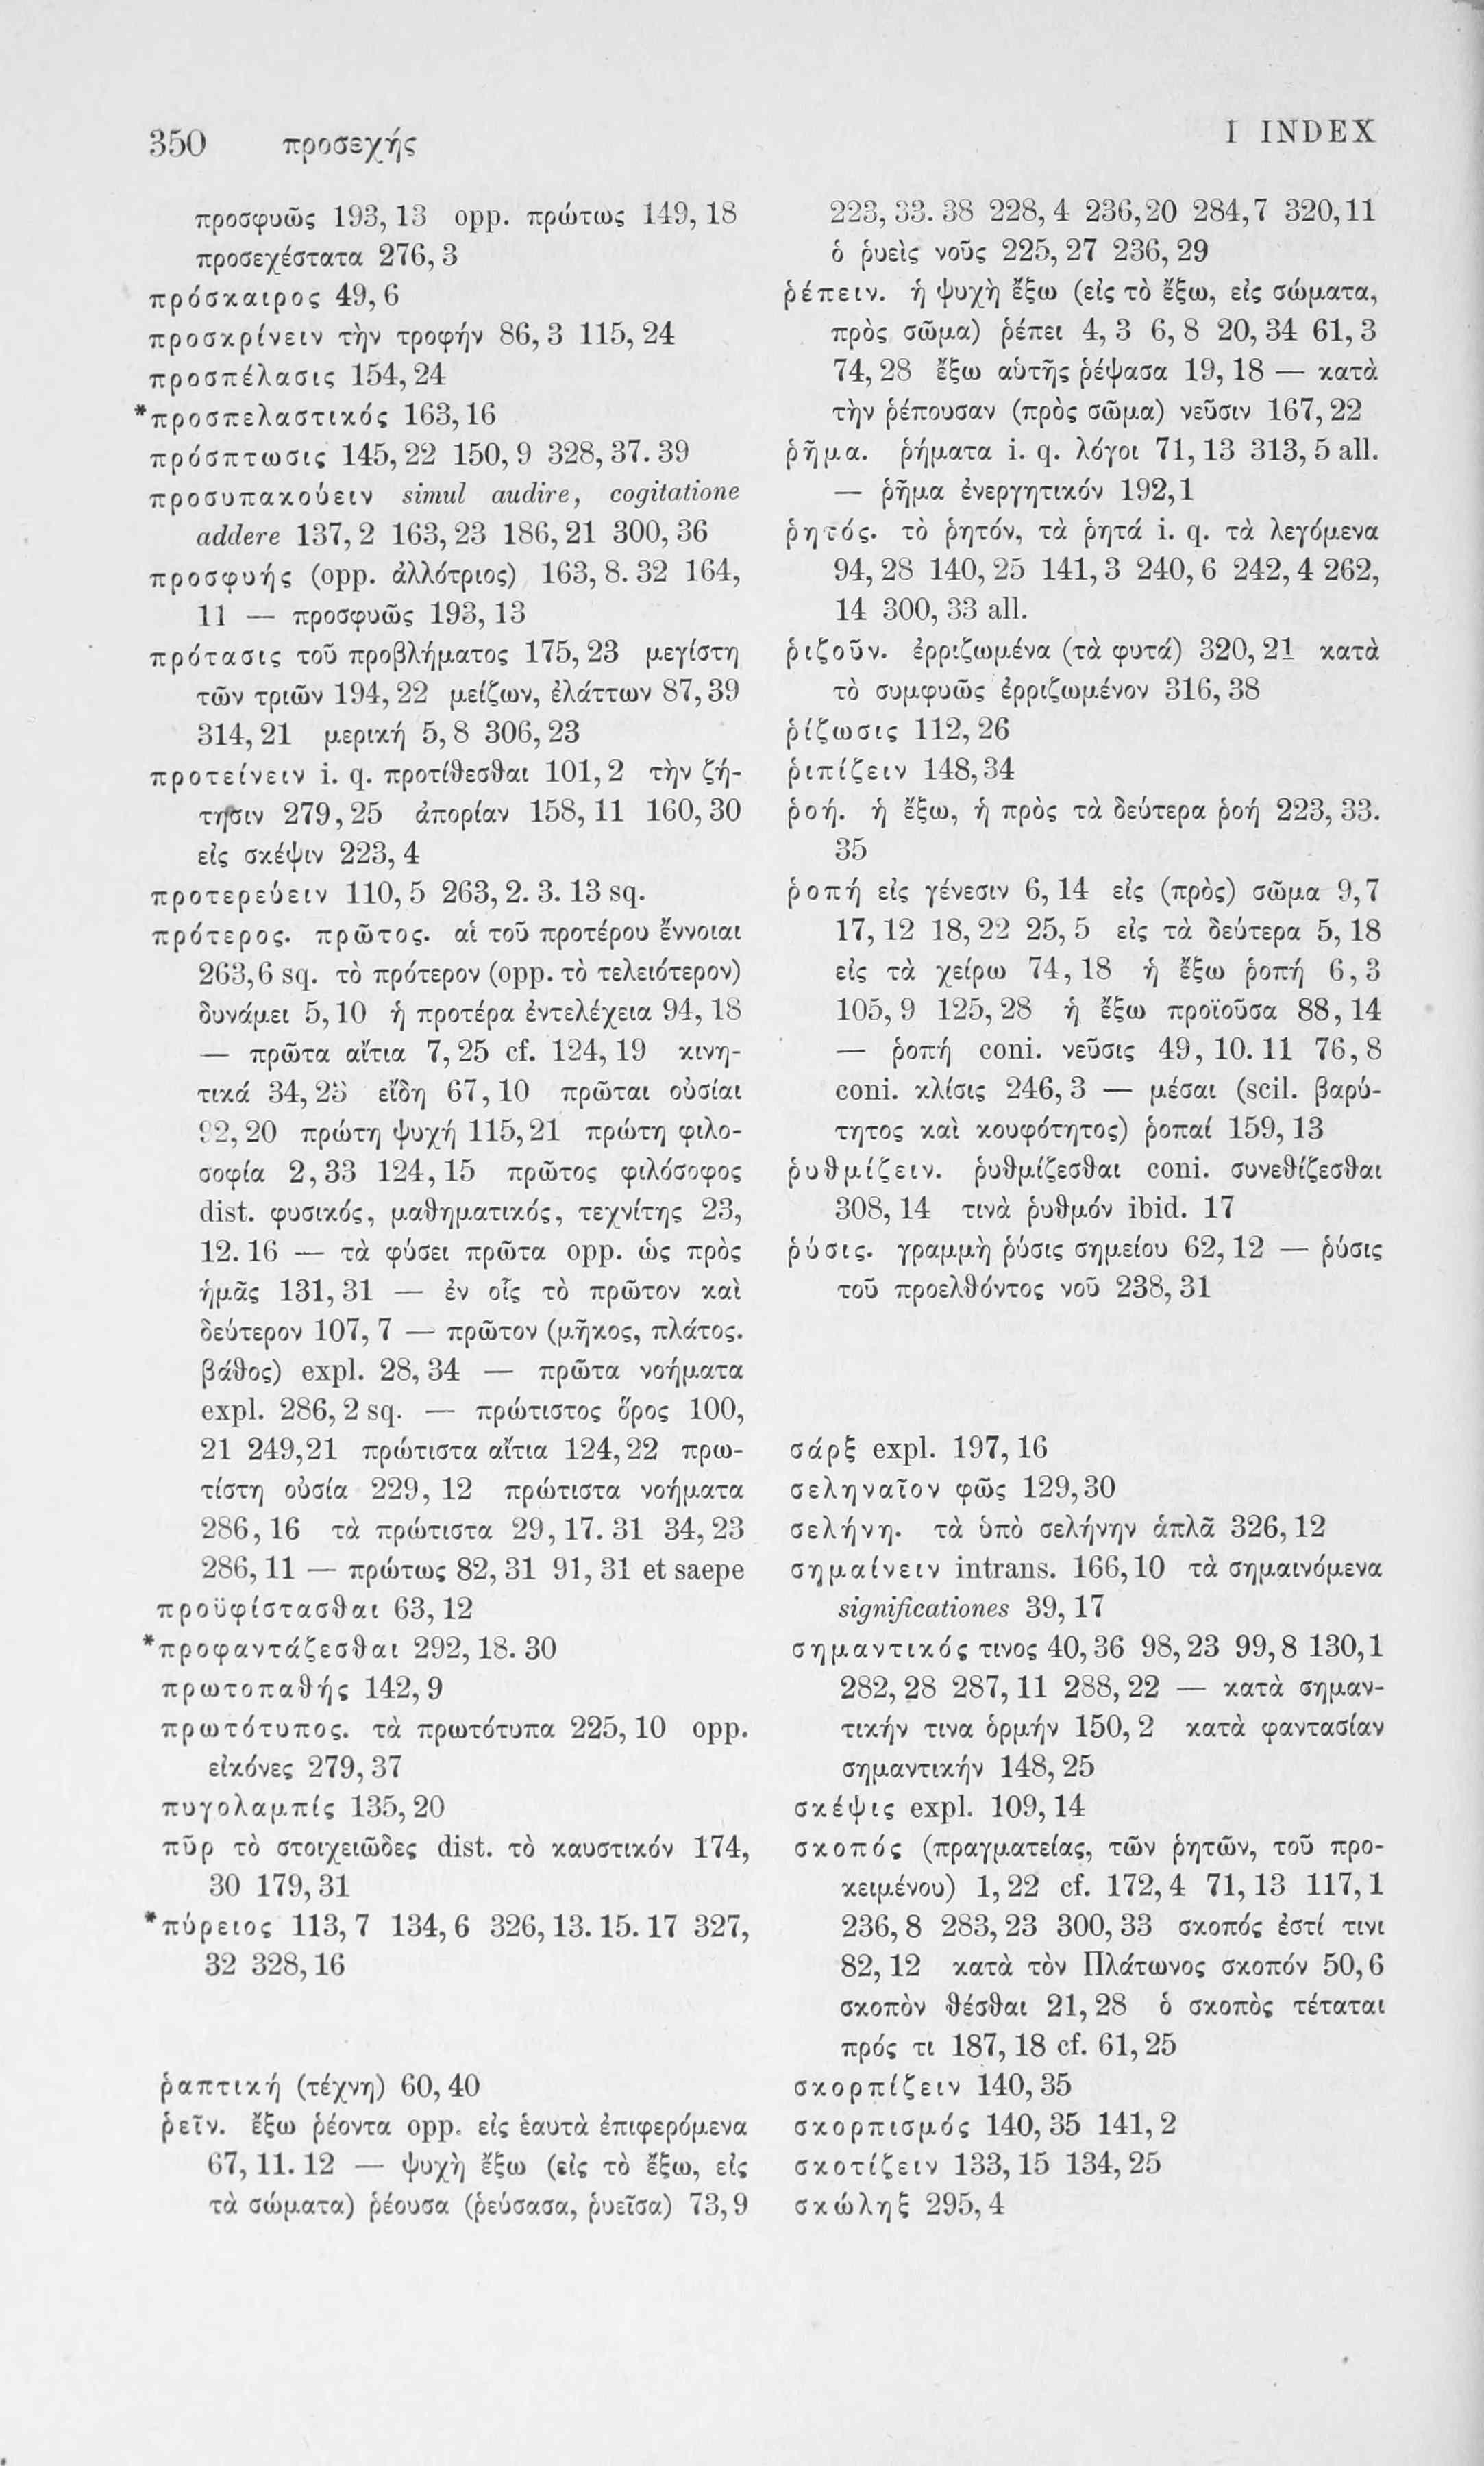 350 προσεχής
I INDEX
προσφυῶς 193, 13 opp. πρώτως 149, 18
προσεχέστατα 276, 3
πρόσκαιρος 49, 6
προσκρίνειν τὴν τροφήν 86, 3 115, 24
προσπέλασις 154, 24
*προσπελαστικός 163, 16
πρόσπτωσις 145, 22 150, 9 328, 37. 39
προσυπακούειν simul audire, cogitatione
addere 137, 2 163, 23 186, 21 300, 36
προσφυής (opp. ἀλλότριος) 163, 8. 32 164,
11 — προσφυῶς 193, 13
πρότασις τοῦ προβλήματος 175, 23 μεγίστη
τῶν τριῶν 194, 22 μείζων, ἐλάττων 87, 39
314, 21 μερική 5, 8 306, 23
προτείνειν i. q. προτίθεσθαι 101, 2 τὴν ζή-
τησιν 279, 25 ἀπορίαν 158, 11 160, 30
εἰς σκέψιν 223, 4
προτερεύειν 110, 5 263, 2. 3. 13 sq.
πρότερος. πρῶτος. αἱ τοῦ προτέρου ἔννοιαι
263, 6 sq. τὸ πρότερον (opp. τὸ τελειότερον)
δυνάμει 5, 10 ἡ προτέρα ἐντελέχεια 94, 18
— πρῶτα αἴτια 7, 25 cf. 124, 19 κινη-
τικά 34, 23 εἴδη 67, 10 πρῶται οὐσίαι
92, 20 πρώτη ψυχή 115, 21 πρώτη φιλο-
σοφία 2, 33 124, 15 πρῶτος φιλόσοφος
dist. φυσικός, μαθηματικός, τεχνίτης 23,
12. 16 — τὰ φύσει πρῶτα opp. ὡς πρὸς
ἡμᾶς 131, 31 — ἐν οἷς τὸ πρῶτον καὶ
δεύτερον 107, 7 — πρῶτον (μῆκος, πλάτος.
βάθος) expl. 28, 34 — πρῶτα νοήματα
expl. 286, 2 sq. — πρώτιστος ὅρος 100,
21 249, 21 πρώτιστα αἴτια 124, 22 πρω-
τίστη οὐσία 229, 12 πρώτιστα νοήματα
286, 16 τὰ πρώτιστα 29, 17. 31 34, 23
286, 11 — πρώτως 82, 31 91, 31 et saepe
προϋφίστασθαι 63, 12
*προφαντάζεσθαι 292, 18. 30
πρωτοπαθής 142, 9
πρωτότυπος. τὰ πρωτότυπα 225, 10 opp.
εἰκόνες 279, 37
πυγολαμπίς 135, 20
πῦρ τὸ στοιχειῶδες dist. τὸ καυστικόν 174,
30 179, 31
*πύρειος 113, 7 134, 6 326, 13. 15. 17 327,
32 328, 16
ῥαπτική (τέχνη) 60, 40
ῥεῖν. ἔξω ῥέοντα opp. εἰς ἑαυτὰ ἐπιφερόμενα
67, 11. 12 — ψυχὴ ἔξω (εἰς τὸ ἔξω, εἰς
τὰ σώματα) ῥέουσα (ῥεύσασα, ῥυεῖσα) 73, 9
223, 33. 38 228, 4 236, 20 284, 7 320, 11
ὁ ῥυεὶς νοῦς 225, 27 236, 29
ῥέπειν. ἡ ψυχὴ ἔξω (εἰς τὸ ἔξω, εἰς σώματα,
πρὸς σῶμα) ῥέπει 4, 3 6, 8 20, 34 61, 3
74, 28 ἔξω αὑτῆς ῥέψασα 19, 18 — κατὰ
τὴν ῥέπουσαν (πρὸς σῶμα) νεῦσιν 167, 22
ῥῆμα. ῥήματα i. q. λόγοι 71, 13 313, 5 all.
— ῥῆμα ἐνεργητικόν 192, 1
ῥητός. τὸ ῥητόν, τὰ ῥητά i. q. τὰ λεγόμενα
94, 28 140, 25 141, 3 240, 6 242, 4 262,
14 300, 33 all.
ῥιζοῦν. ἐρριζωμένα (τὰ φυτά) 320, 21 κατὰ
τὸ συμφυῶς ἐρριζωμένον 316, 38
ῥίζωσις 112, 26
ῥιπίζειν 148, 34
ῥοή. ἡ ἔξω, ἡ πρὸς τὰ δεύτερα ῥοή 223, 33.
35
ῥοπή εἰς γένεσιν 6, 14 εἰς (πρὸς) σῶμα 9, 7
17, 12 18, 22 25, 5 εἰς τὰ δεύτερα 5, 18
εἰς τὰ χείρω 74, 18 ἡ ἔξω ῥοπή 6, 3
105, 9 125, 28 ἡ ἔξω προϊοῦσα 88, 14
— ῥοπή coni. νεῦσις 49, 10. 11 76, 8
coni. κλίσις 246, 3 — μέσαι (scil. βαρύ-
τητος καὶ κουφότητος) ῥοπαί 159, 13
ῥυθμίζειν. ῥυθμίζεσθαι coni. συνεθίζεσθαι
308, 14 τινὰ ῥυθμόν ibid. 17
ῥύσις. γραμμὴ ῥύσις σημείου 62, 12 — ῥύσις
τοῦ προελθόντος νοῦ 238, 31
σάρξ expl. 197, 16
σεληναῖον φῶς 129, 30
σελήνη. τὰ ὑπὸ σελήνην ἁπλᾶ 326, 12
σημαίνειν intrans. 166, 10 τὰ σημαινόμενα
significationes 39, 17
σημαντικός τινος 40, 36 98, 23 99, 8 130, 1
282, 28 287, 11 288, 22 — κατὰ σημαν-
τικήν τινα ὁρμήν 150, 2 κατὰ φαντασίαν
σημαντικήν 148, 25
σκέψις expl. 109, 14
σκοπός (πραγματείας, τῶν ῥητῶν, τοῦ προ-
κειμένου) 1, 22 cf. 172, 4 71, 13 117, 1
236, 8 283, 23 300, 33 σκοπός ἐστί τινι
82, 12 κατὰ τὸν Πλάτωνος σκοπόν 50, 6
σκοπὸν θέσθαι 21, 28 ὁ σκοπὸς τέταται
πρός τι 187, 18 cf. 61, 25
σκορπίζειν 140, 35
σκορπισμός 140, 35 141, 2
σκοτίζειν 133, 15 134, 25
σκώληξ 295, 4